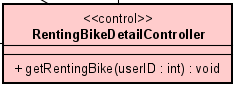 <<control>>
RentingBikeDetailController
+ getRentingBike(userID : int) : void